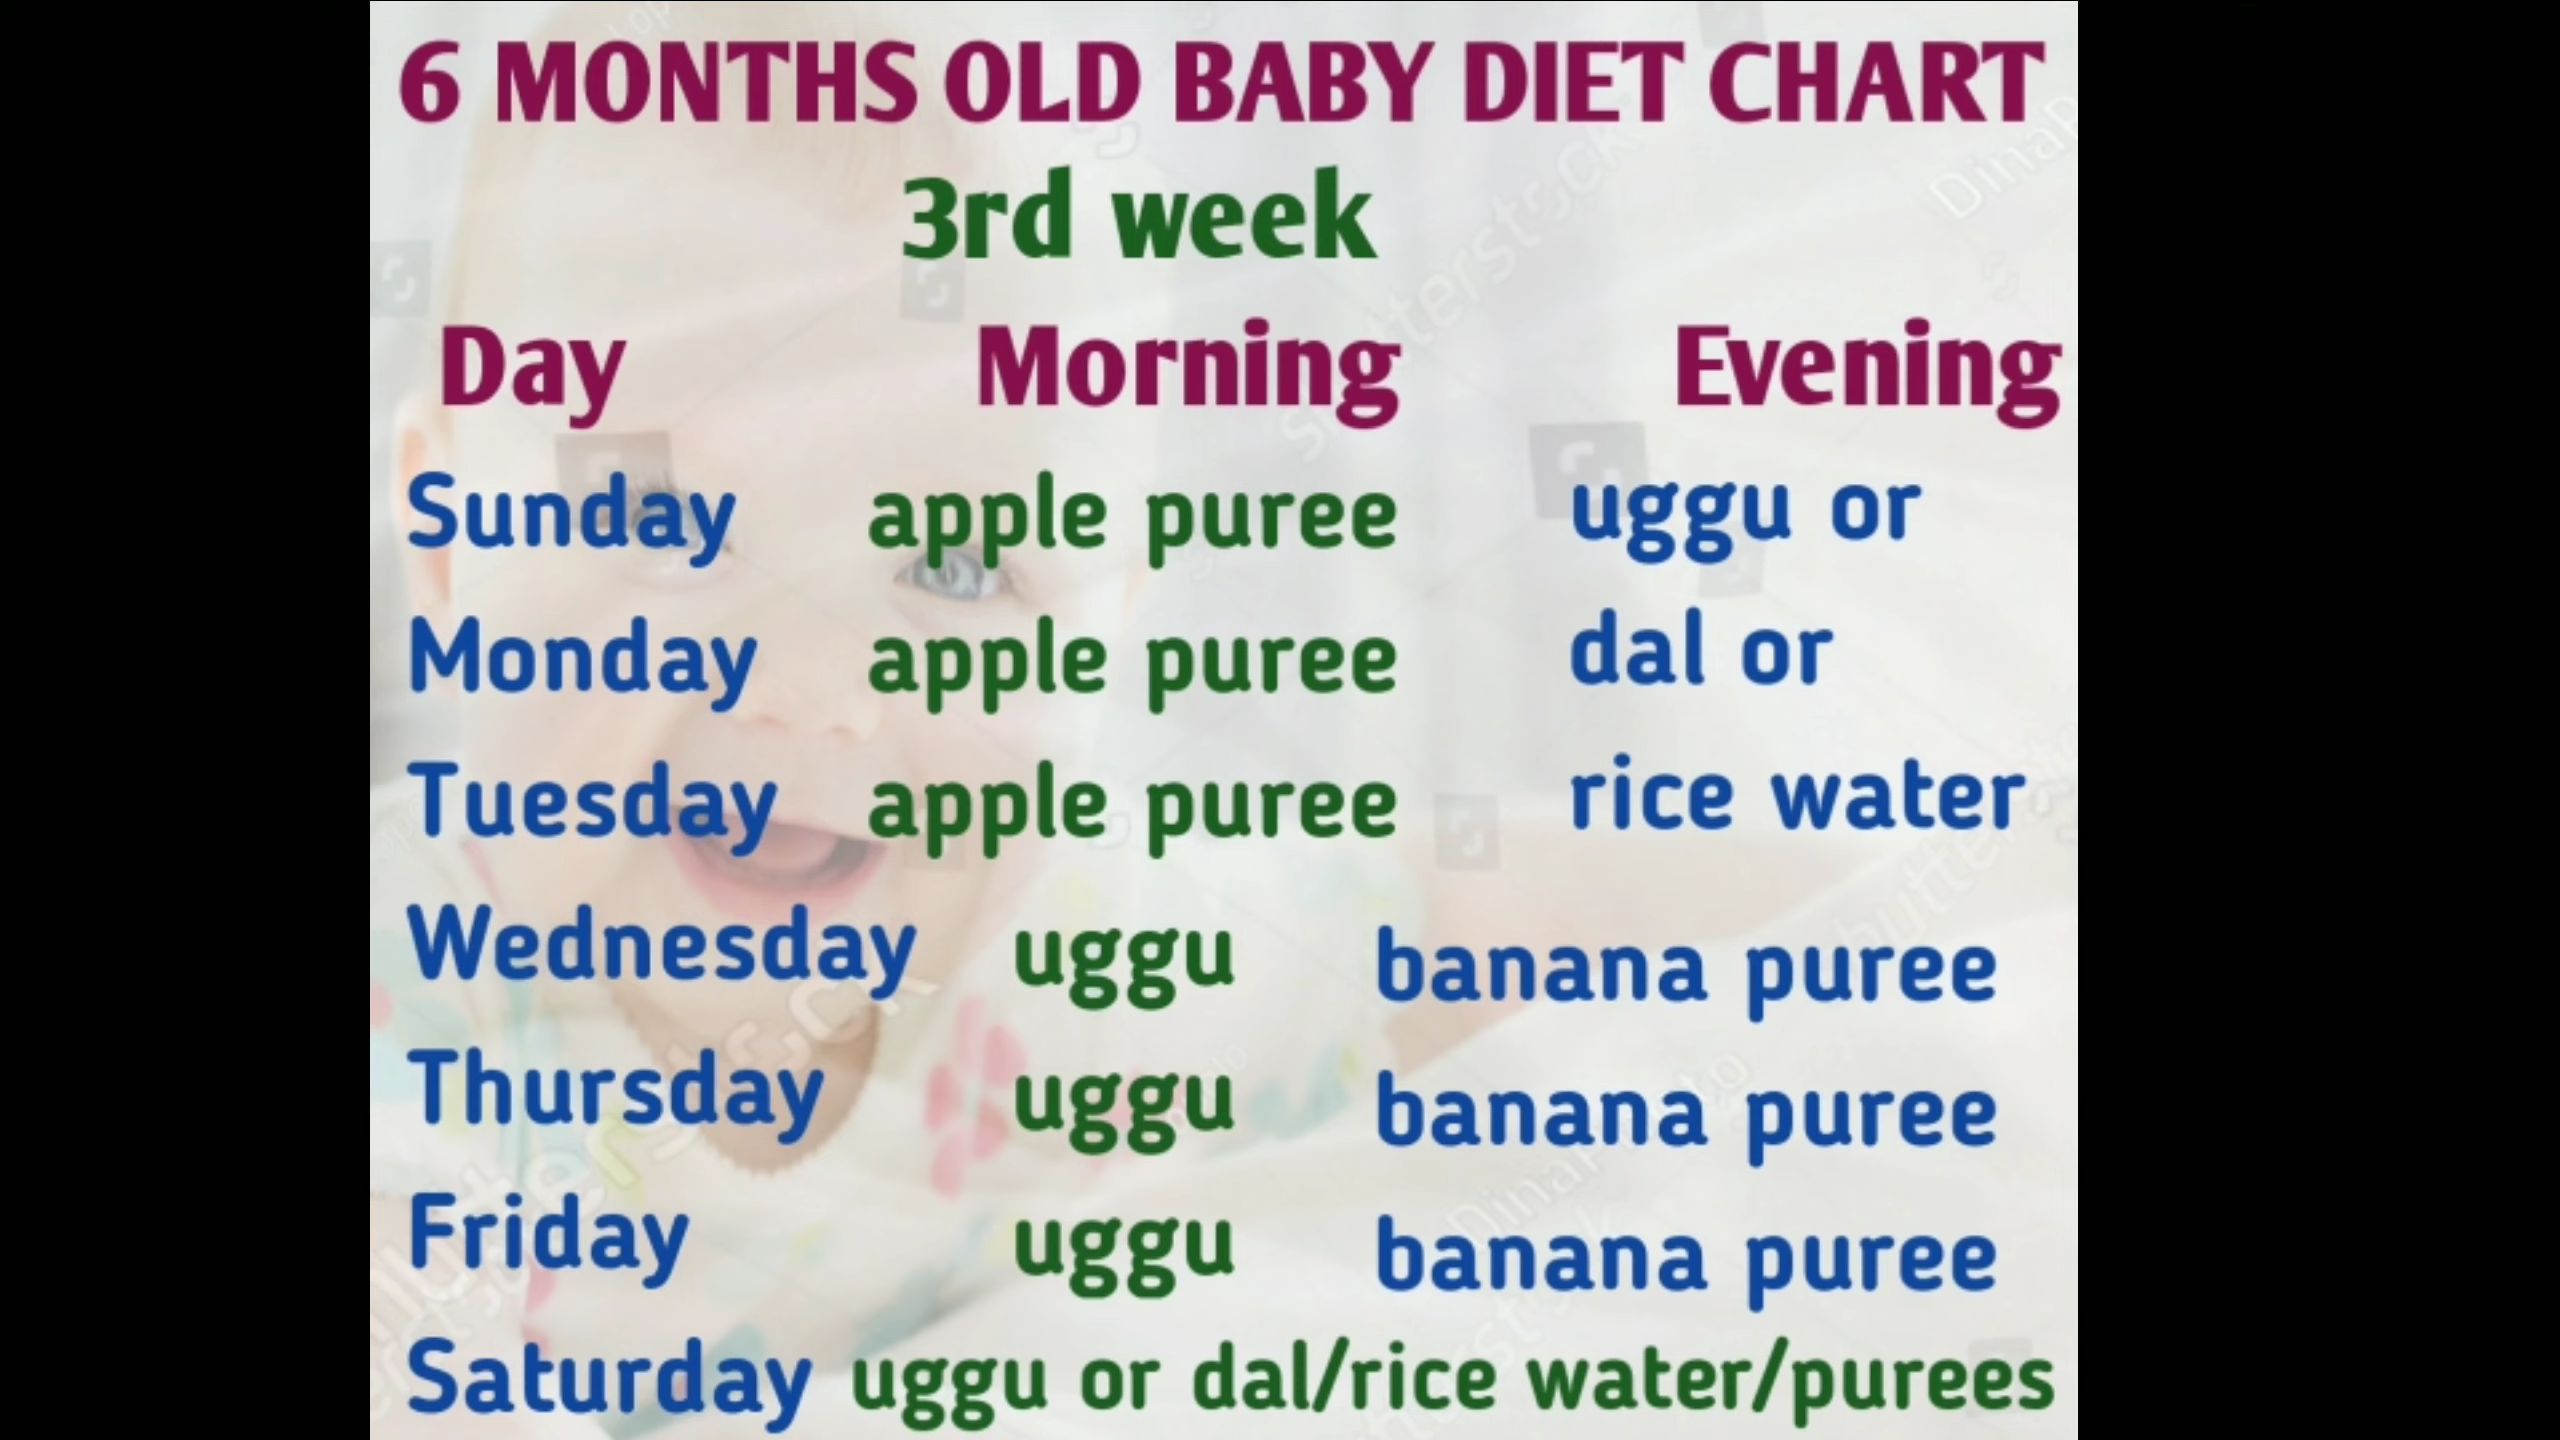 6 MONTHS OLD BABY DIET CHART
3rd week
Day Morning Evening
Sunday apple puree uggu or
Monday apple puree dal or
Tuesday apple puree rice water
Wednesday uggu banana puree
Thursday uggu banana puree
Friday uggu banana puree
Saturday uggu or dal/rice water/purees